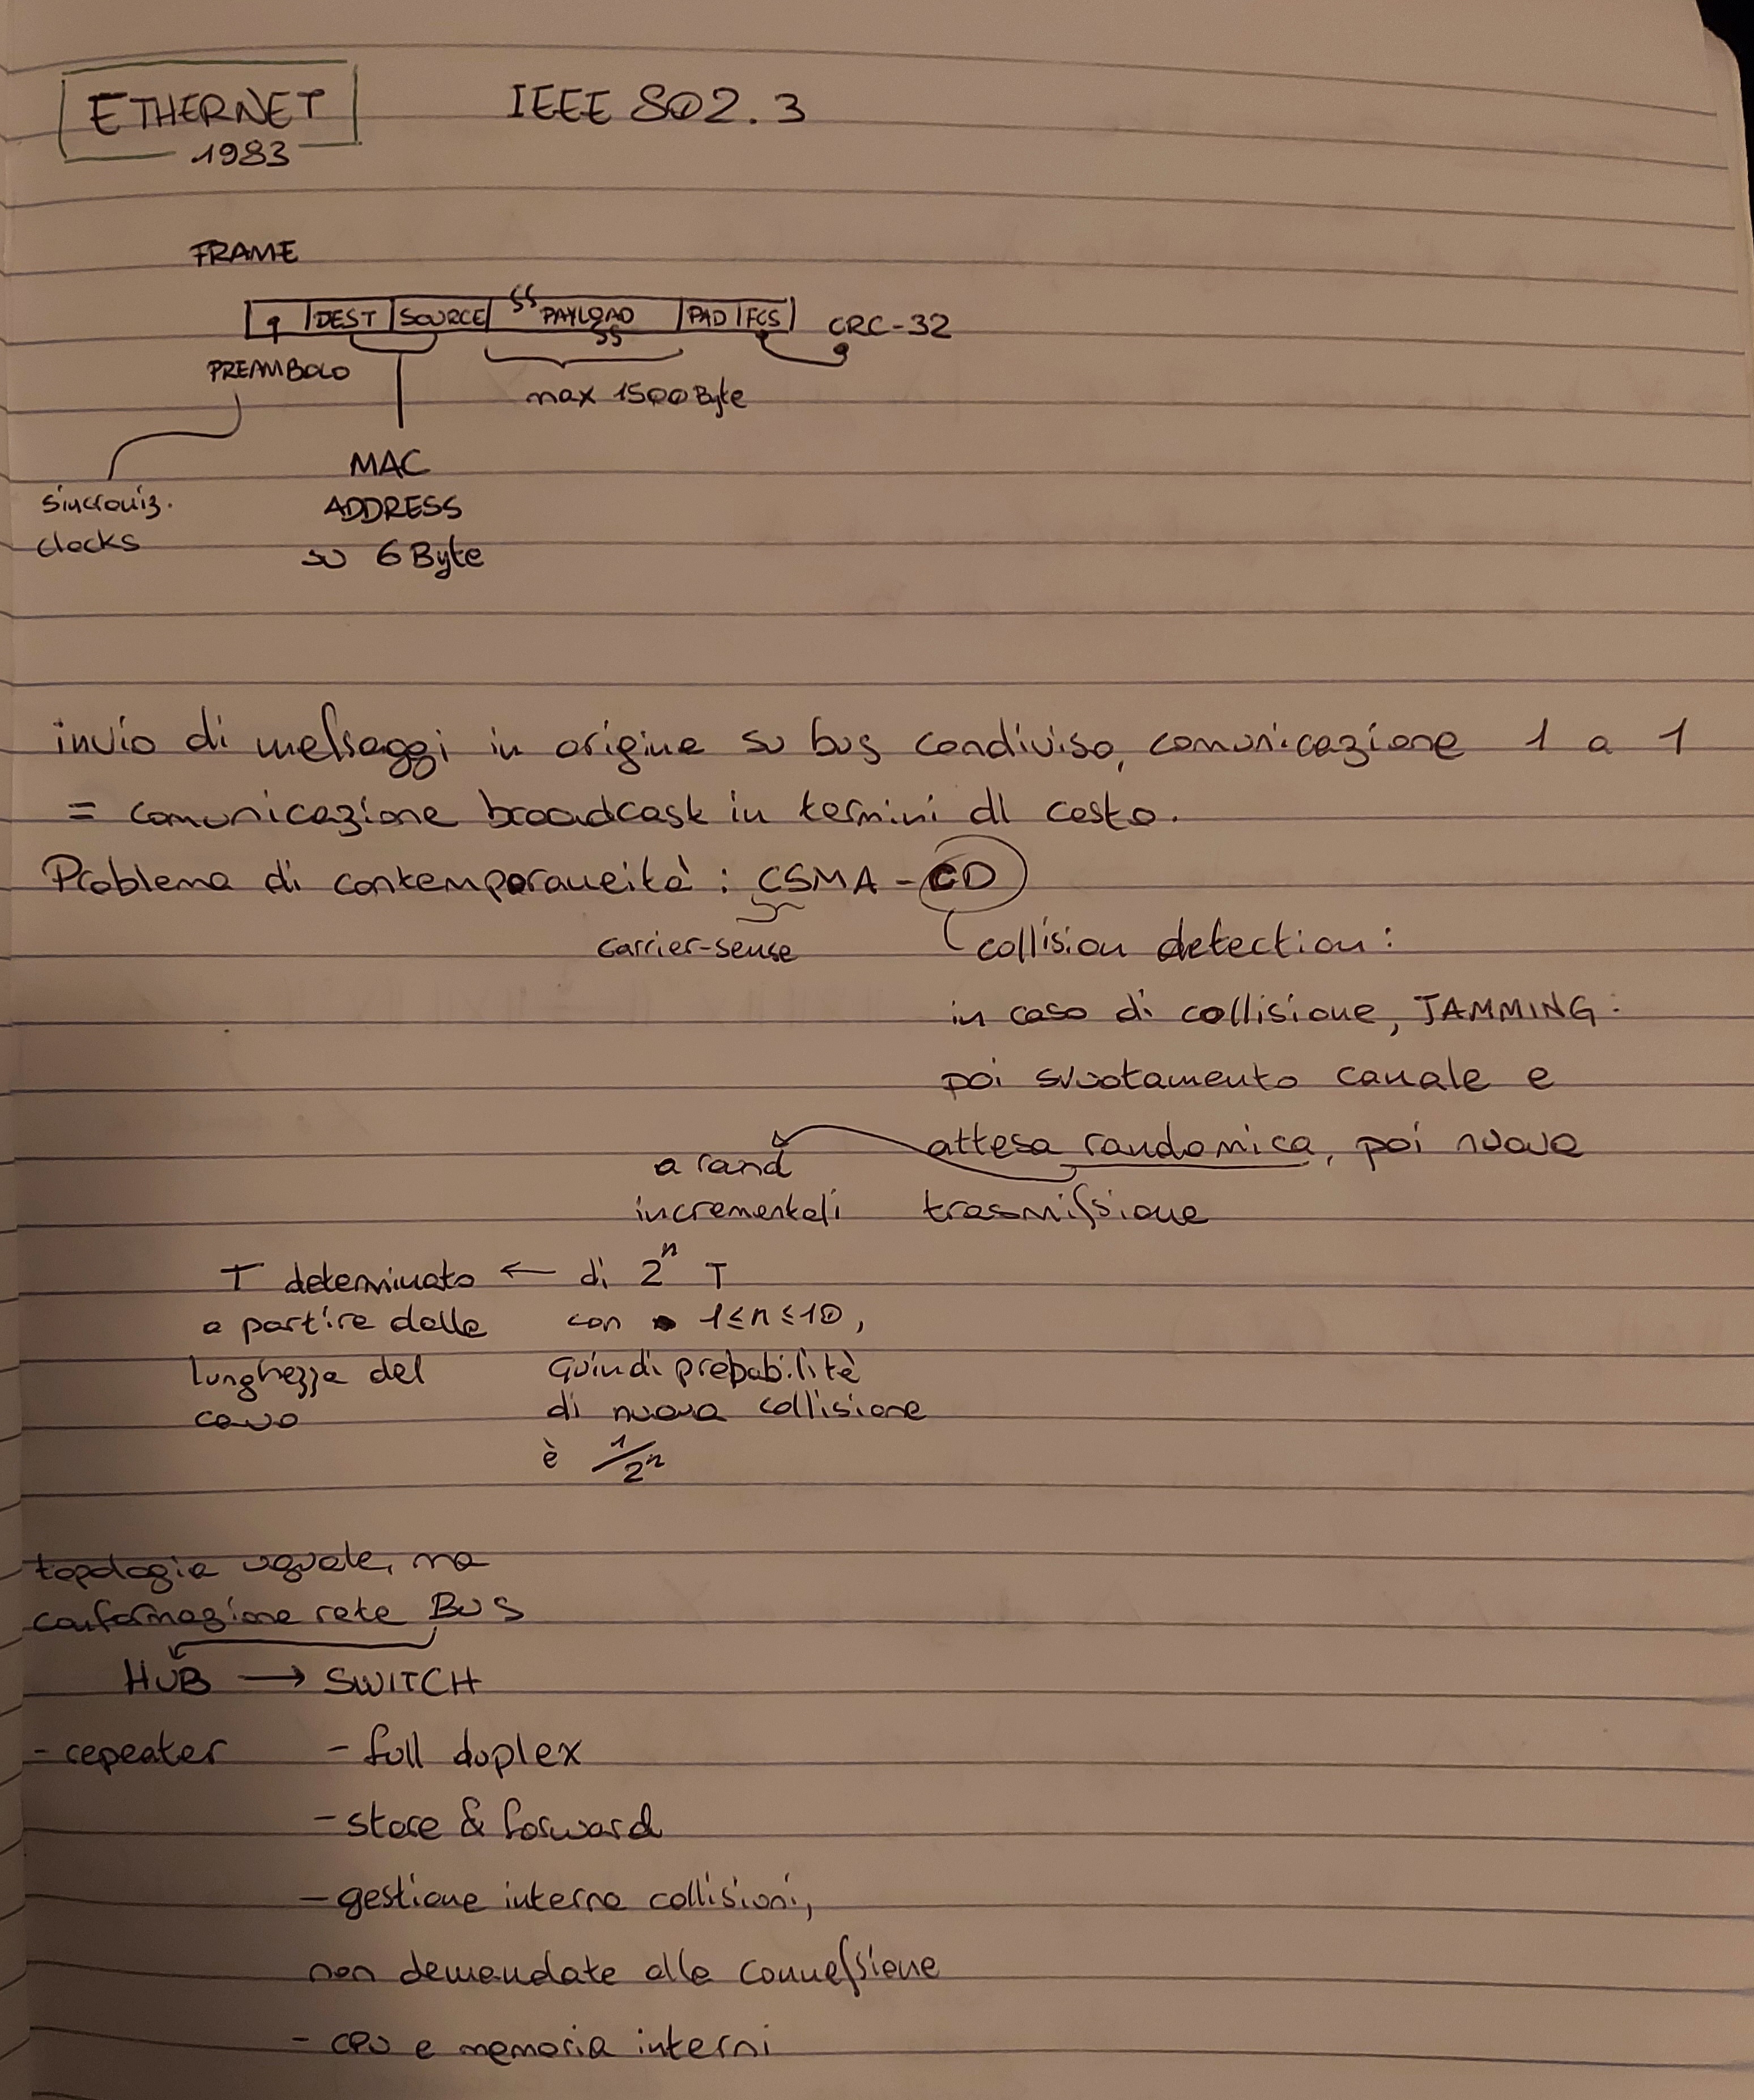 ETHERNET IEEE 802.3
1983
FRAME
DEST SOURCE PAYLOAD PAD FCS CRC-32
PREAMBOLO
max 1500 Byte
sincroniz.
clocks
MAC
ADDRESS
su 6 Byte
invio di messaggi in origine su bus condiviso, comunicazione 1 a 1
= comunicazione broadcast in termini di costo.
Problema di contemporaneità: CSMA-CD
carrier-sense
collision detection:
in caso di collisione, JAMMING:
poi svuotamento canale e
attesa randomica, poi nuova
trasmissione
a rand
incrementali
di 2ⁿ T
con 1≤n≤10,
quindi probabilità
di nuova collisione
è 1/2ⁿ
T determinato ←
a partire dalla
lunghezza del
cavo
topologia uguale, ma
conformazione rete BUS
HUB → SWITCH
- repeater - full duplex
- store & forward
- gestione interna collisioni,
non demandate alla connessione
- CPU e memoria interni